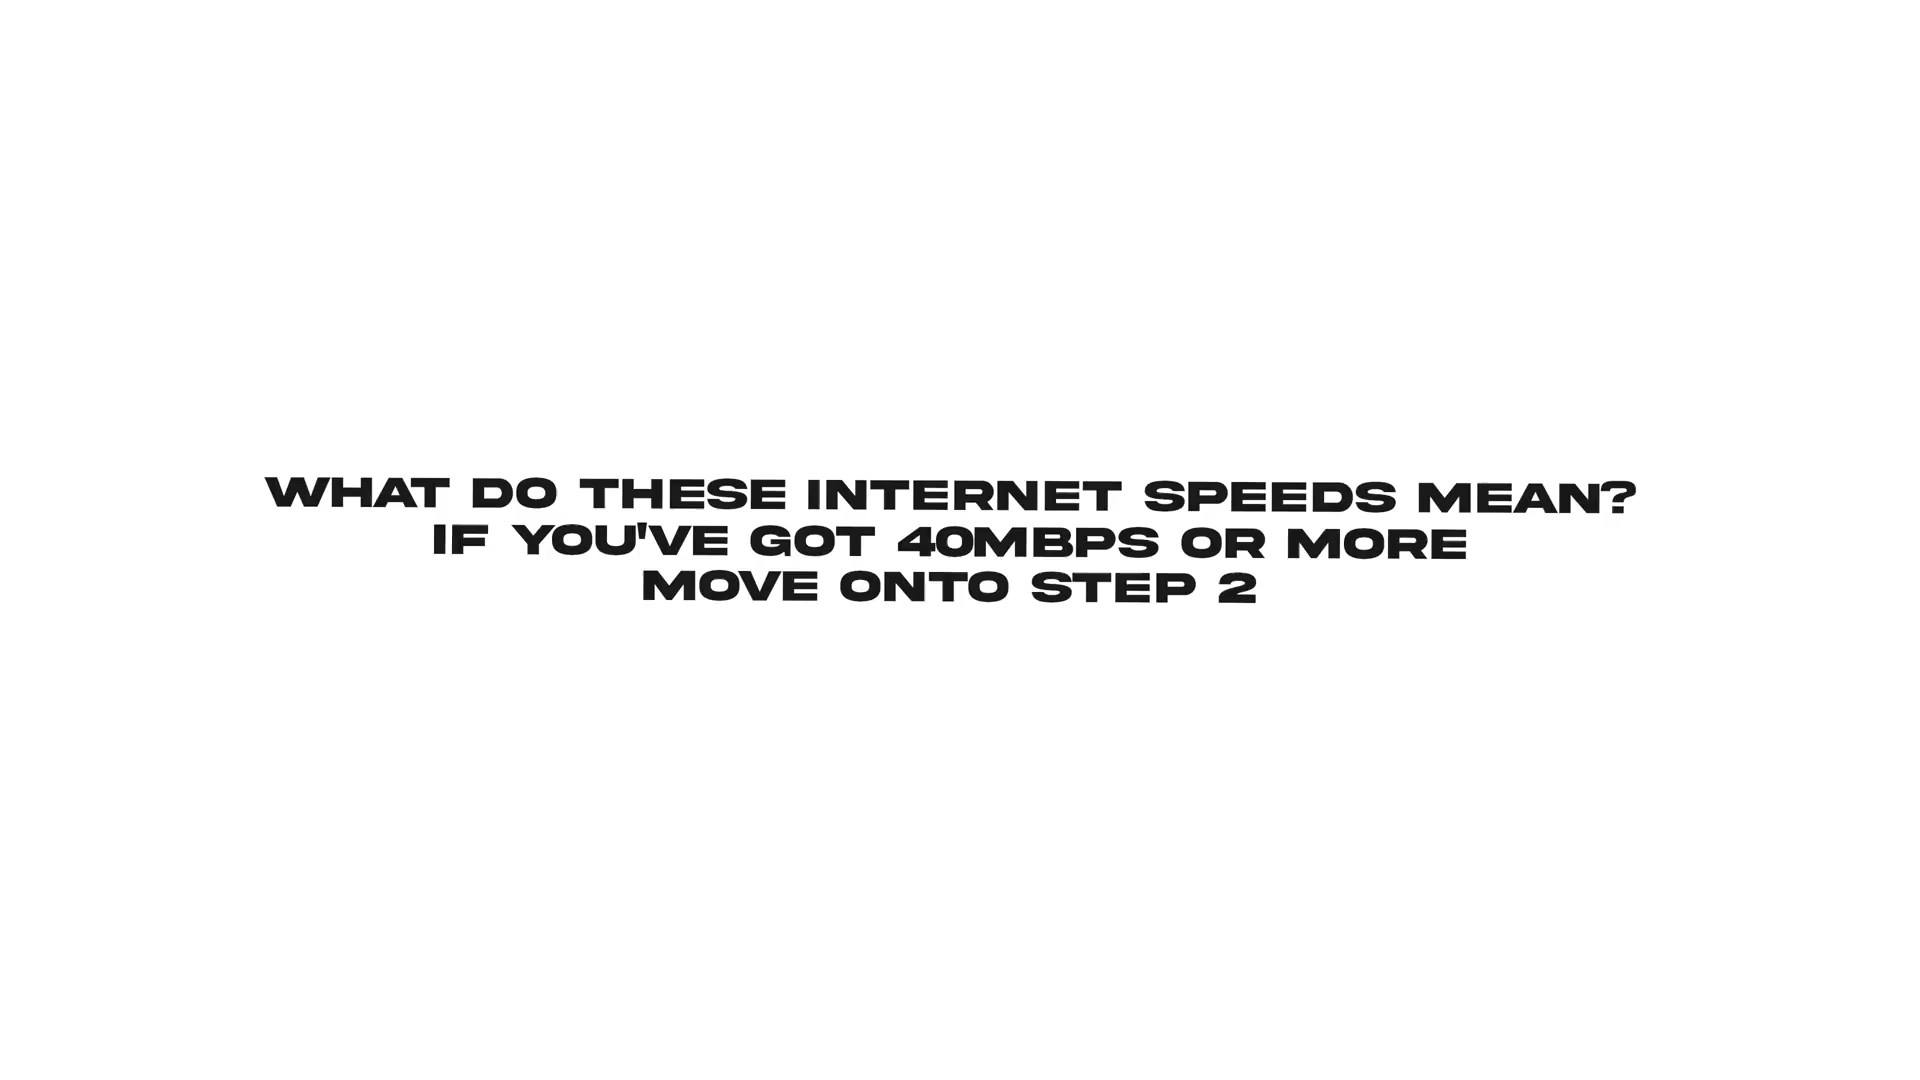 WHAT DO THESE INTERNET SPEEDS MEAN?
IF YOU'VE GOT 40MBPS OR MORE
MOVE ONTO STEP 2